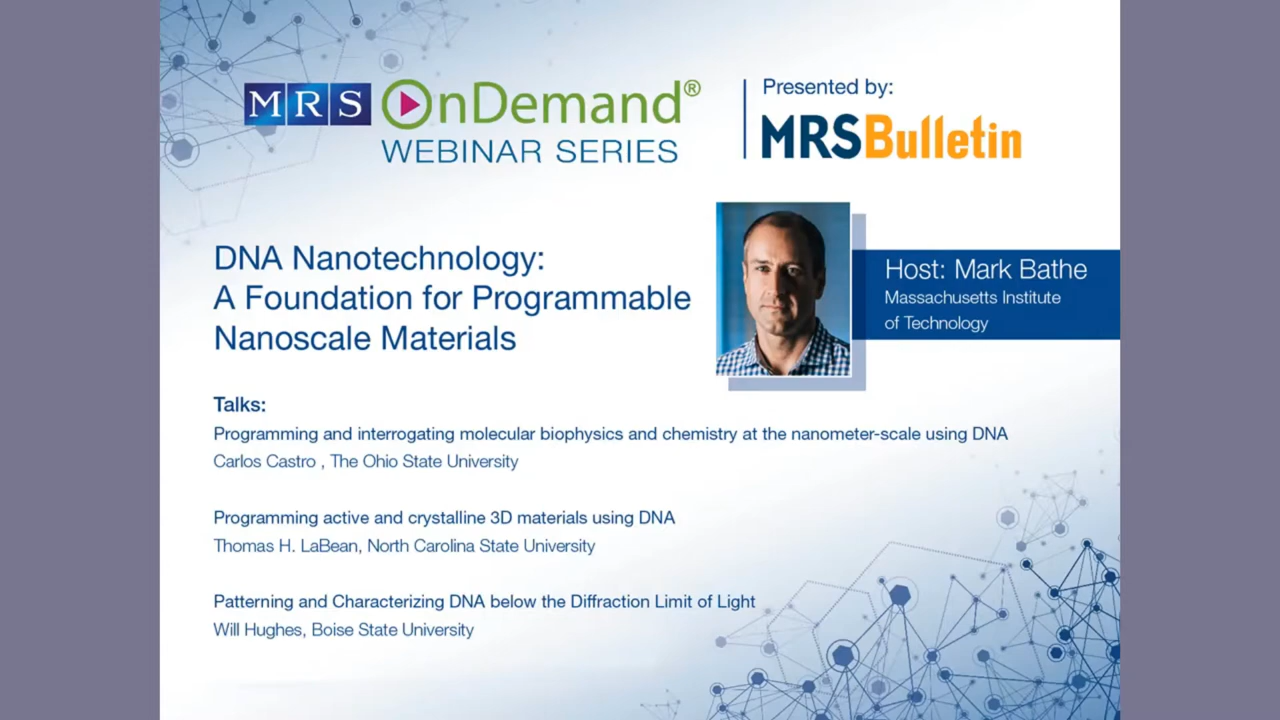 MRS OnDemand®
WEBINAR SERIES
Presented by:
MRSBulletin
DNA Nanotechnology:
A Foundation for Programmable
Nanoscale Materials
Host: Mark Bathe
Massachusetts Institute
of Technology
Talks:
Programming and interrogating molecular biophysics and chemistry at the nanometer-scale using DNA
Carlos Castro , The Ohio State University
Programming active and crystalline 3D materials using DNA
Thomas H. LaBean, North Carolina State University
Patterning and Characterizing DNA below the Diffraction Limit of Light
Will Hughes, Boise State University